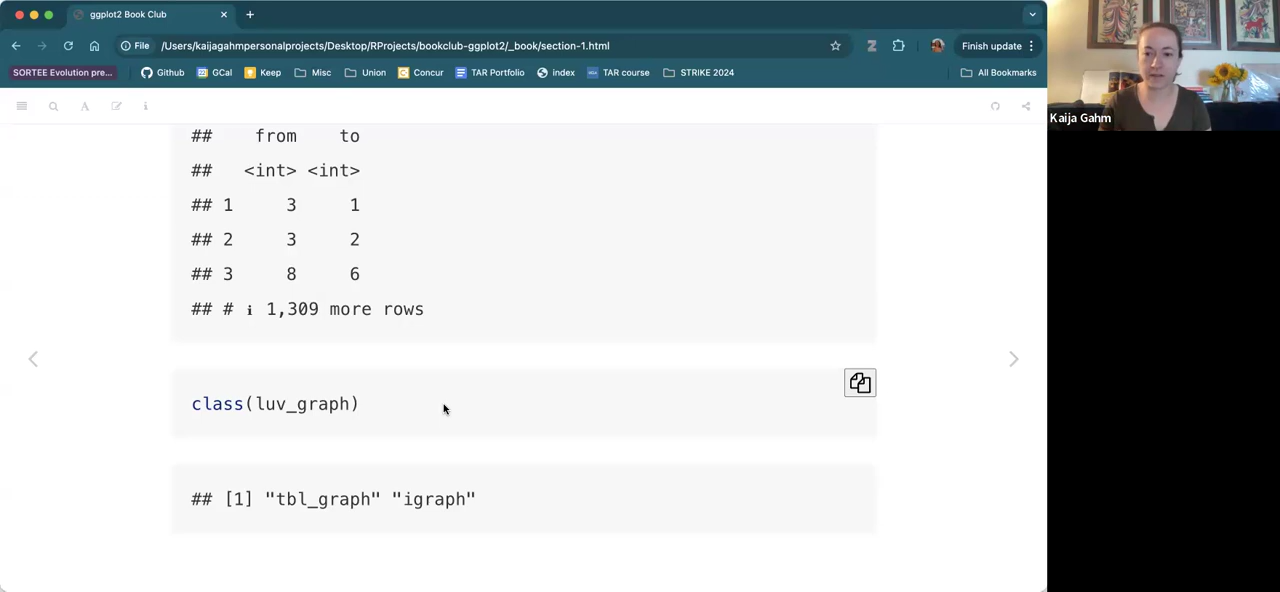 ggplot2 Book Club
File
/Users/kaijagahmpersonalprojects/Desktop/RProjects/bookclub-ggplot2/_book/section-1.html
Finish update
SORTEE Evolution pre...
Github
GCal
Keep
Misc
Union
Concur
TAR Portfolio
index
TAR course
STRIKE 2024
All Bookmarks
Kaija Gahm
## from to
## <int> <int>
## 1 3 1
## 2 3 2
## 3 8 6
## # ℹ 1,309 more rows
class(luv_graph)
## [1] "tbl_graph" "igraph"